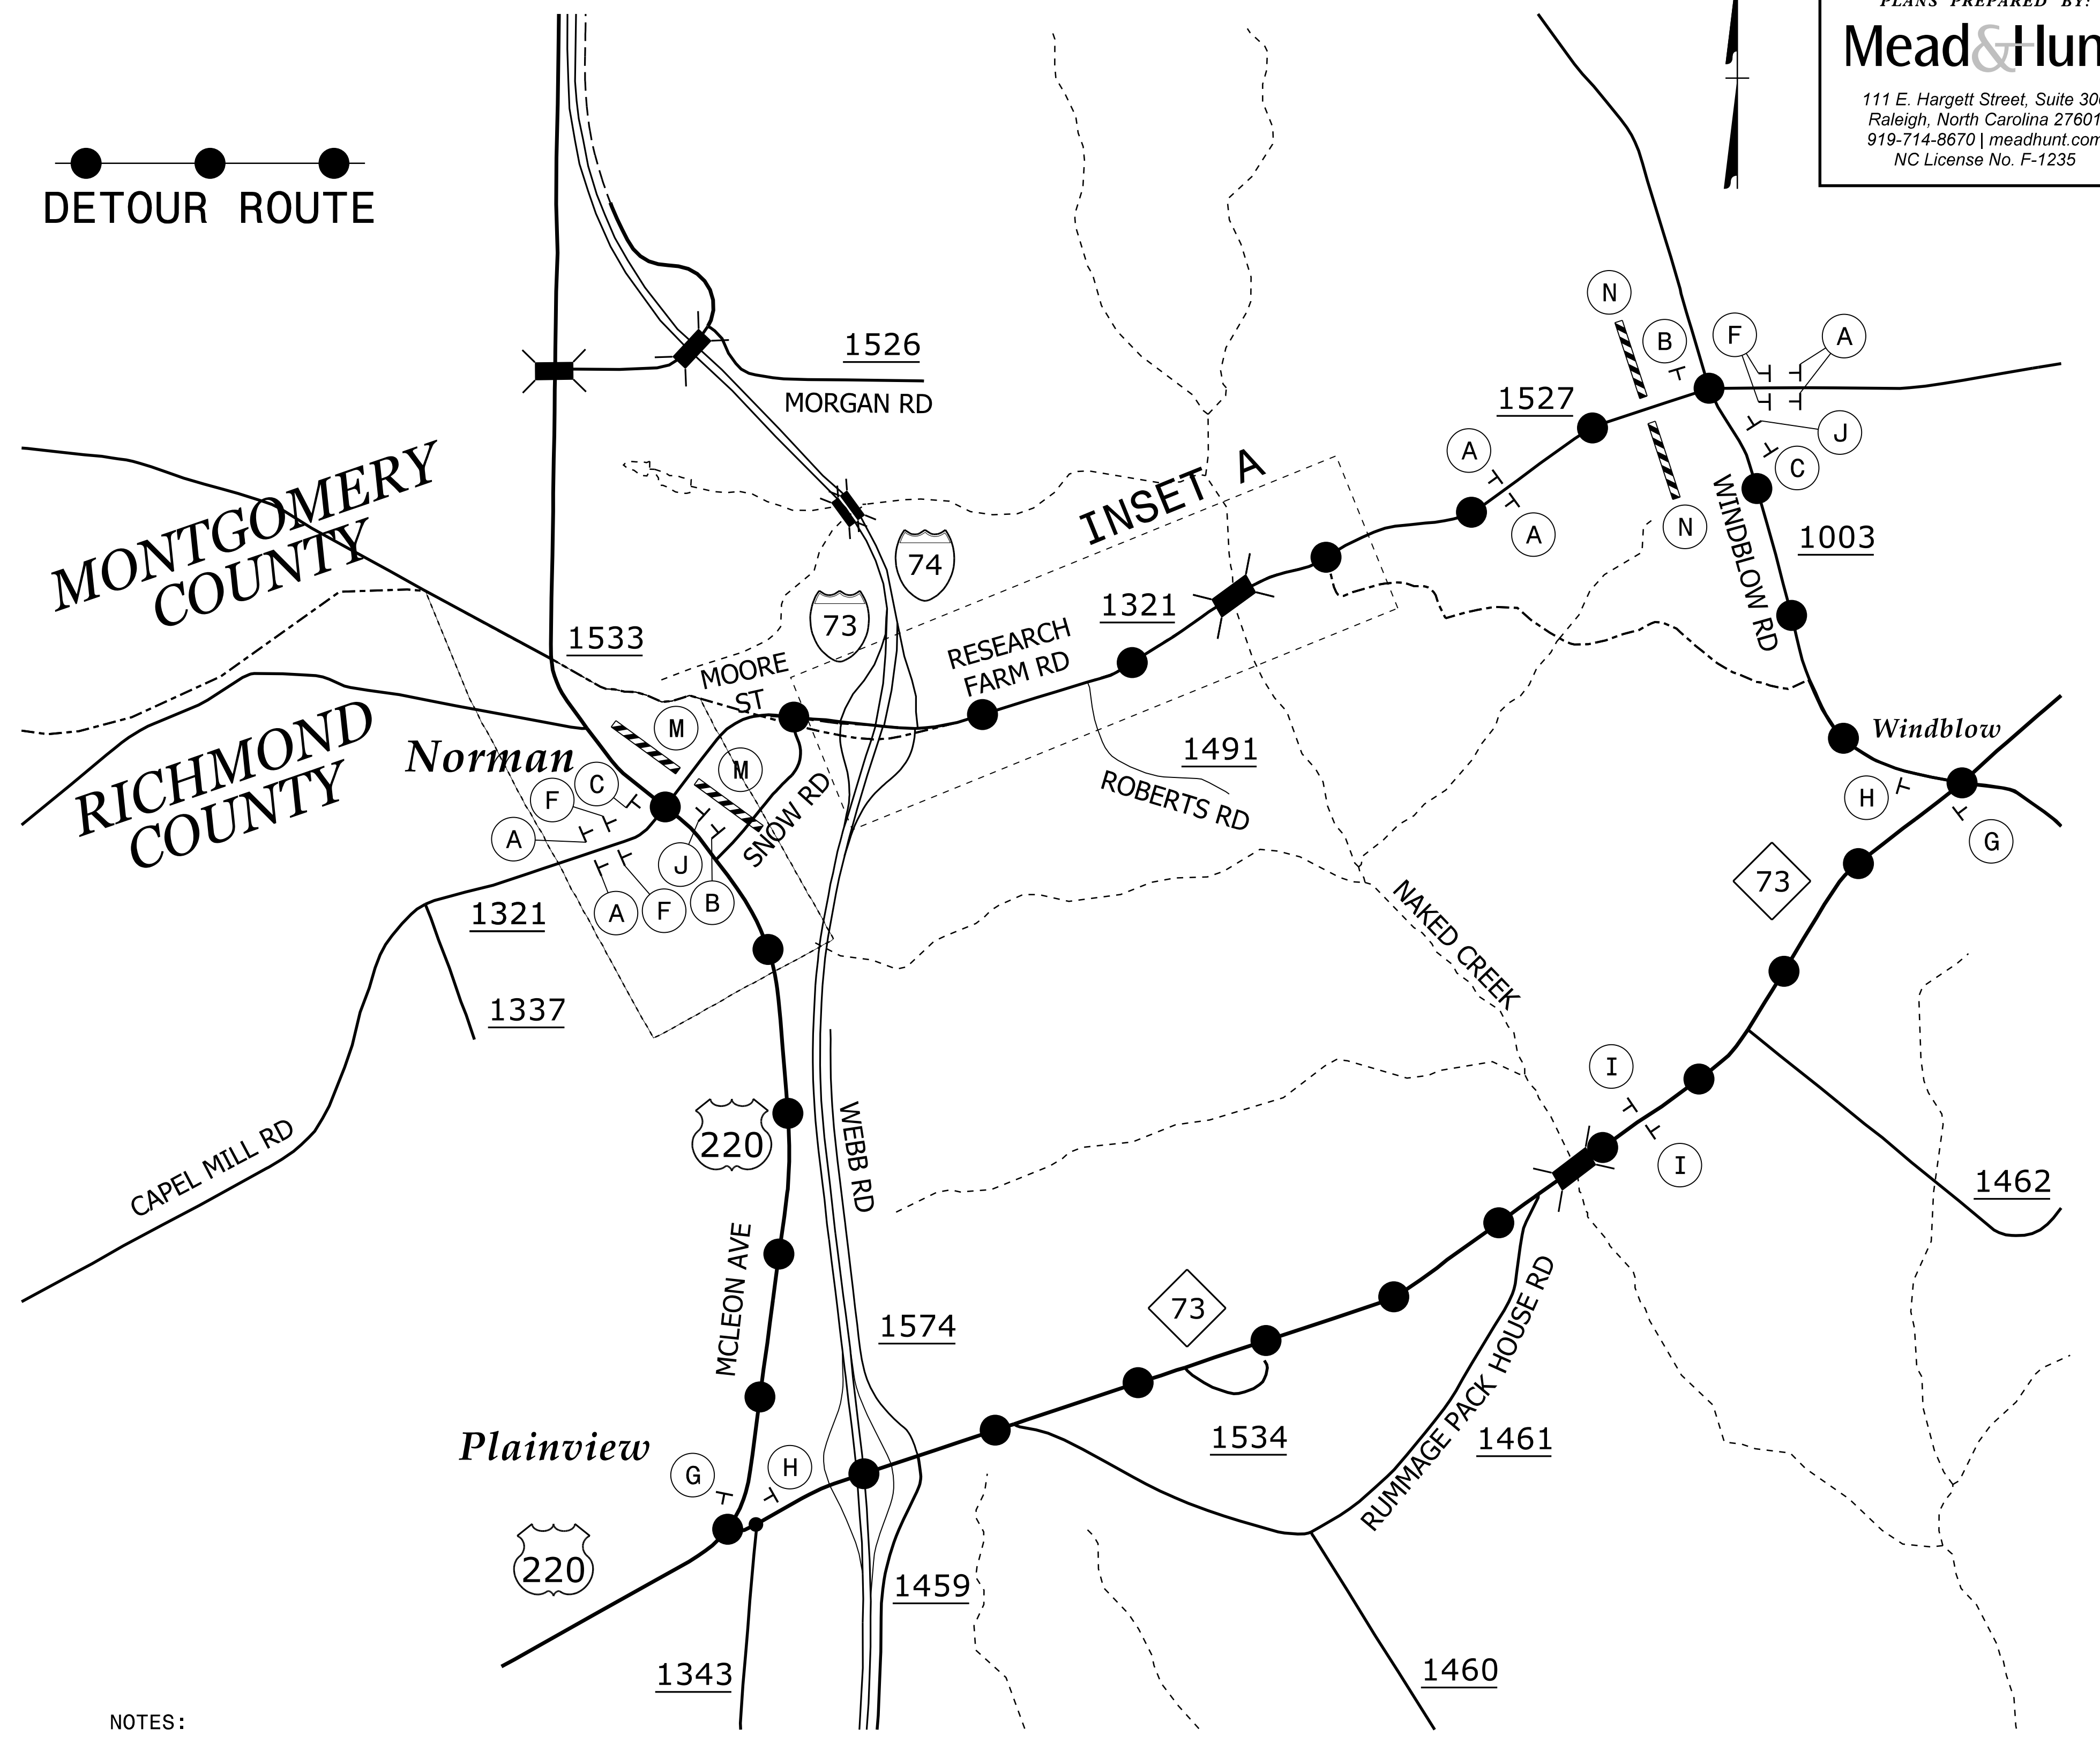 PLANS PREPARED BY:
Mead&Hun
111 E. Hargett Street, Suite 30
Raleigh, North Carolina 27601
919-714-8670 | meadhunt.com
NC License No. F-1235
DETOUR ROUTE
N
B
F
A
1526
MORGAN RD
1527
J
A
C
MONTGOMERY
COUNTY
INSET A
N
A
WINDBLOW RD
1003
74
73
1321
1533
RESEARCH
FARM RD
MOORE
ST
RICHMOND
COUNTY
Norman
M
M
Windblow
1491
ROBERTS RD
C
F
A
H
G
SNOW RD
J
73
A
F
B
1321
NAKED CREEK
1337
I
220
WEBB RD
CAPEL MILL RD
I
1462
MCLEON AVE
73
1574
RUMMAGE PACK HOUSE RD
Plainview
1534
1461
G
H
220
1459
1343
1460
NOTES: